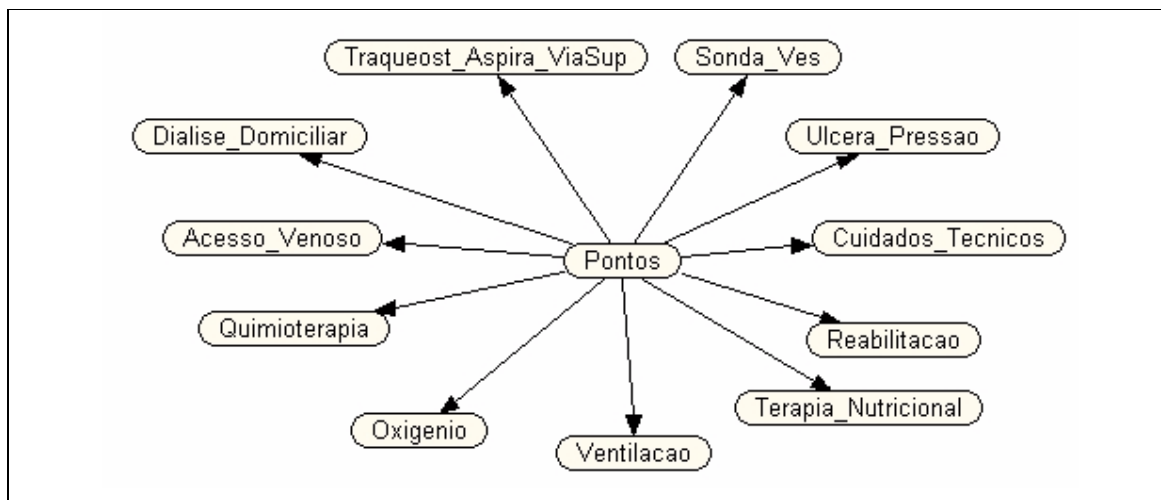 Traqueost_Aspira_ViaSup
Sonda_Ves
Dialise_Domiciliar
Ulcera_Pressao
Acesso_Venoso
Cuidados_Tecnicos
Pontos
Quimioterapia
Reabilitacao
Terapia_Nutricional
Oxigenio
Ventilacao